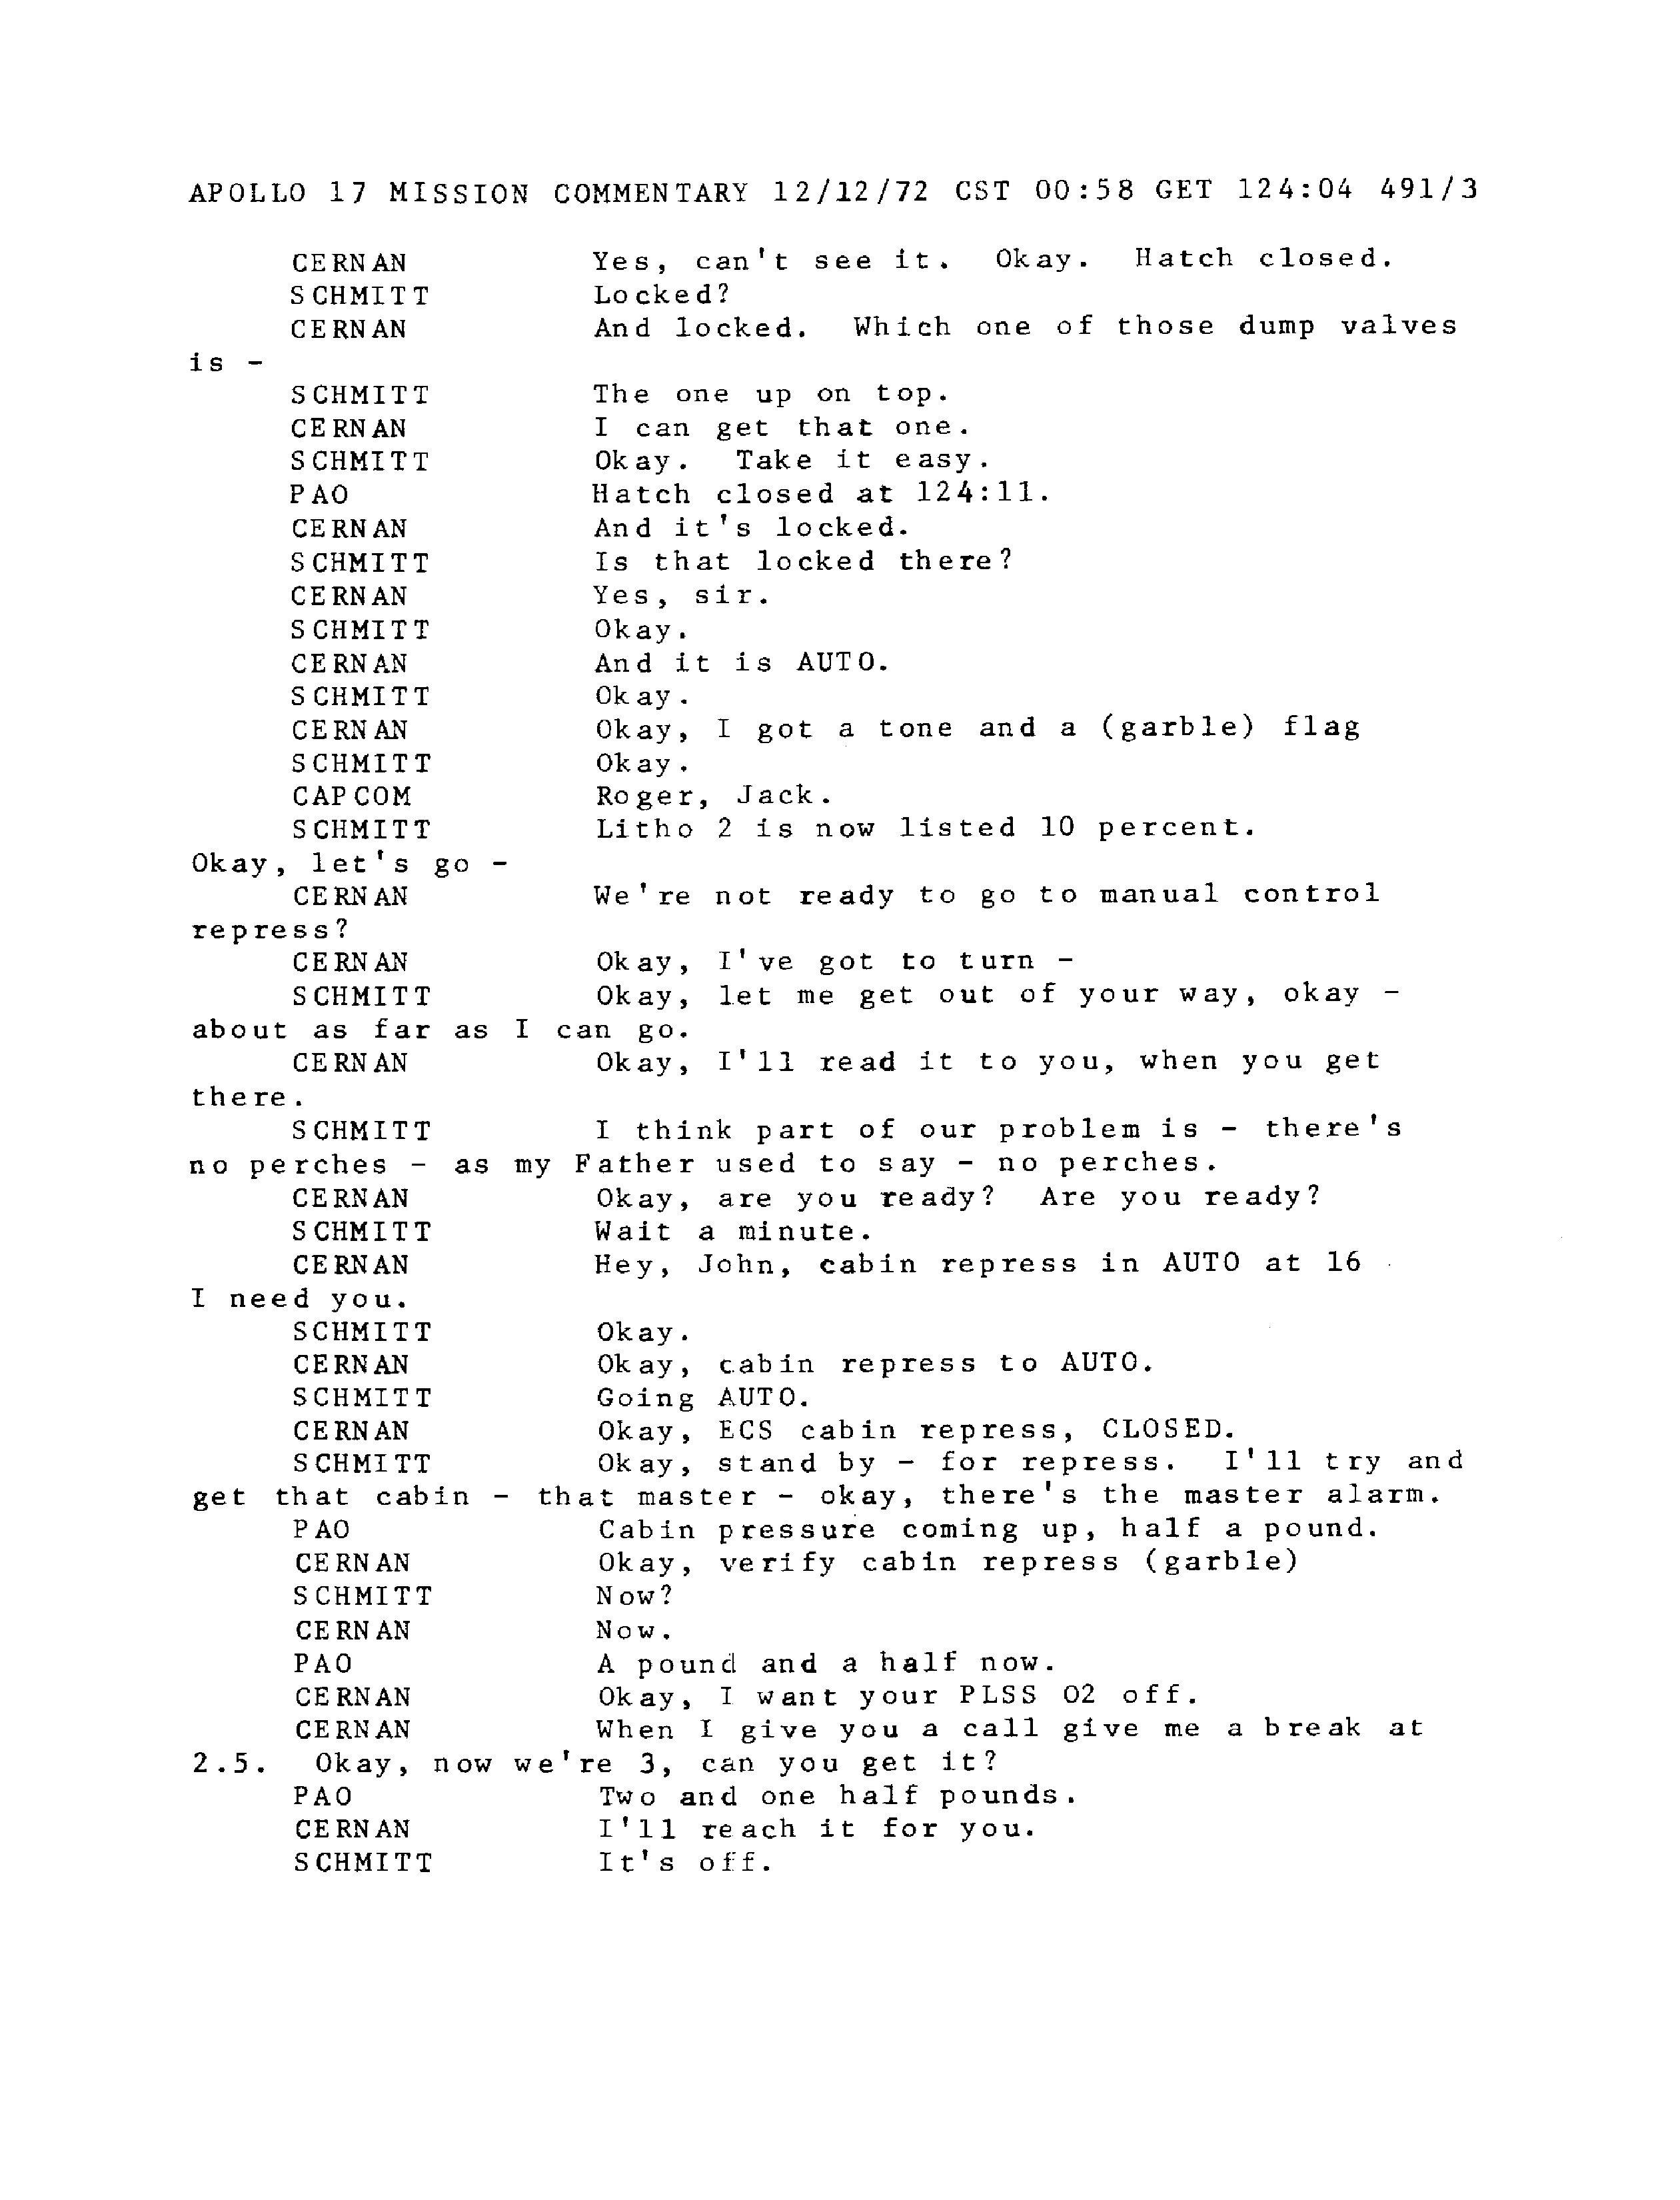 APOLLO 17 MISSION COMMENTARY 12/12/72 CST 00:58 GET 124:04 491/3
CERNAN Yes, can't see it. Okay. Hatch closed.
SCHMITT Locked?
CERNAN And locked. Which one of those dump valves
is -
SCHMITT The one up on top.
CERNAN I can get that one.
SCHMITT Okay. Take it easy.
PAO Hatch closed at 124:11.
CERNAN And it's locked.
SCHMITT Is that locked there?
CERNAN Yes, sir.
SCHMITT Okay.
CERNAN And it is AUTO.
SCHMITT Okay.
CERNAN Okay, I got a tone and a (garble) flag
SCHMITT Okay.
CAPCOM Roger, Jack.
SCHMITT Litho 2 is now listed 10 percent.
Okay, let's go -
CERNAN We're not ready to go to manual control
repress?
CERNAN Okay, I've got to turn -
SCHMITT Okay, let me get out of your way, okay -
about as far as I can go.
CERNAN Okay, I'll read it to you, when you get
there.
SCHMITT I think part of our problem is - there's
no perches - as my Father used to say - no perches.
CERNAN Okay, are you ready? Are you ready?
SCHMITT Wait a minute.
CERNAN Hey, John, cabin repress in AUTO at 16
I need you.
SCHMITT Okay.
CERNAN Okay, cabin repress to AUTO.
SCHMITT Going AUTO.
CERNAN Okay, ECS cabin repress, CLOSED.
SCHMITT Okay, stand by - for repress. I'll try and
get that cabin - that master - okay, there's the master alarm.
PAO Cabin pressure coming up, half a pound.
CERNAN Okay, verify cabin repress (garble)
SCHMITT Now?
CERNAN Now.
PAO A pound and a half now.
CERNAN Okay, I want your PLSS O2 off.
CERNAN When I give you a call give me a break at
2.5. Okay, now we're 3, can you get it?
PAO Two and one half pounds.
CERNAN I'll reach it for you.
SCHMITT It's off.